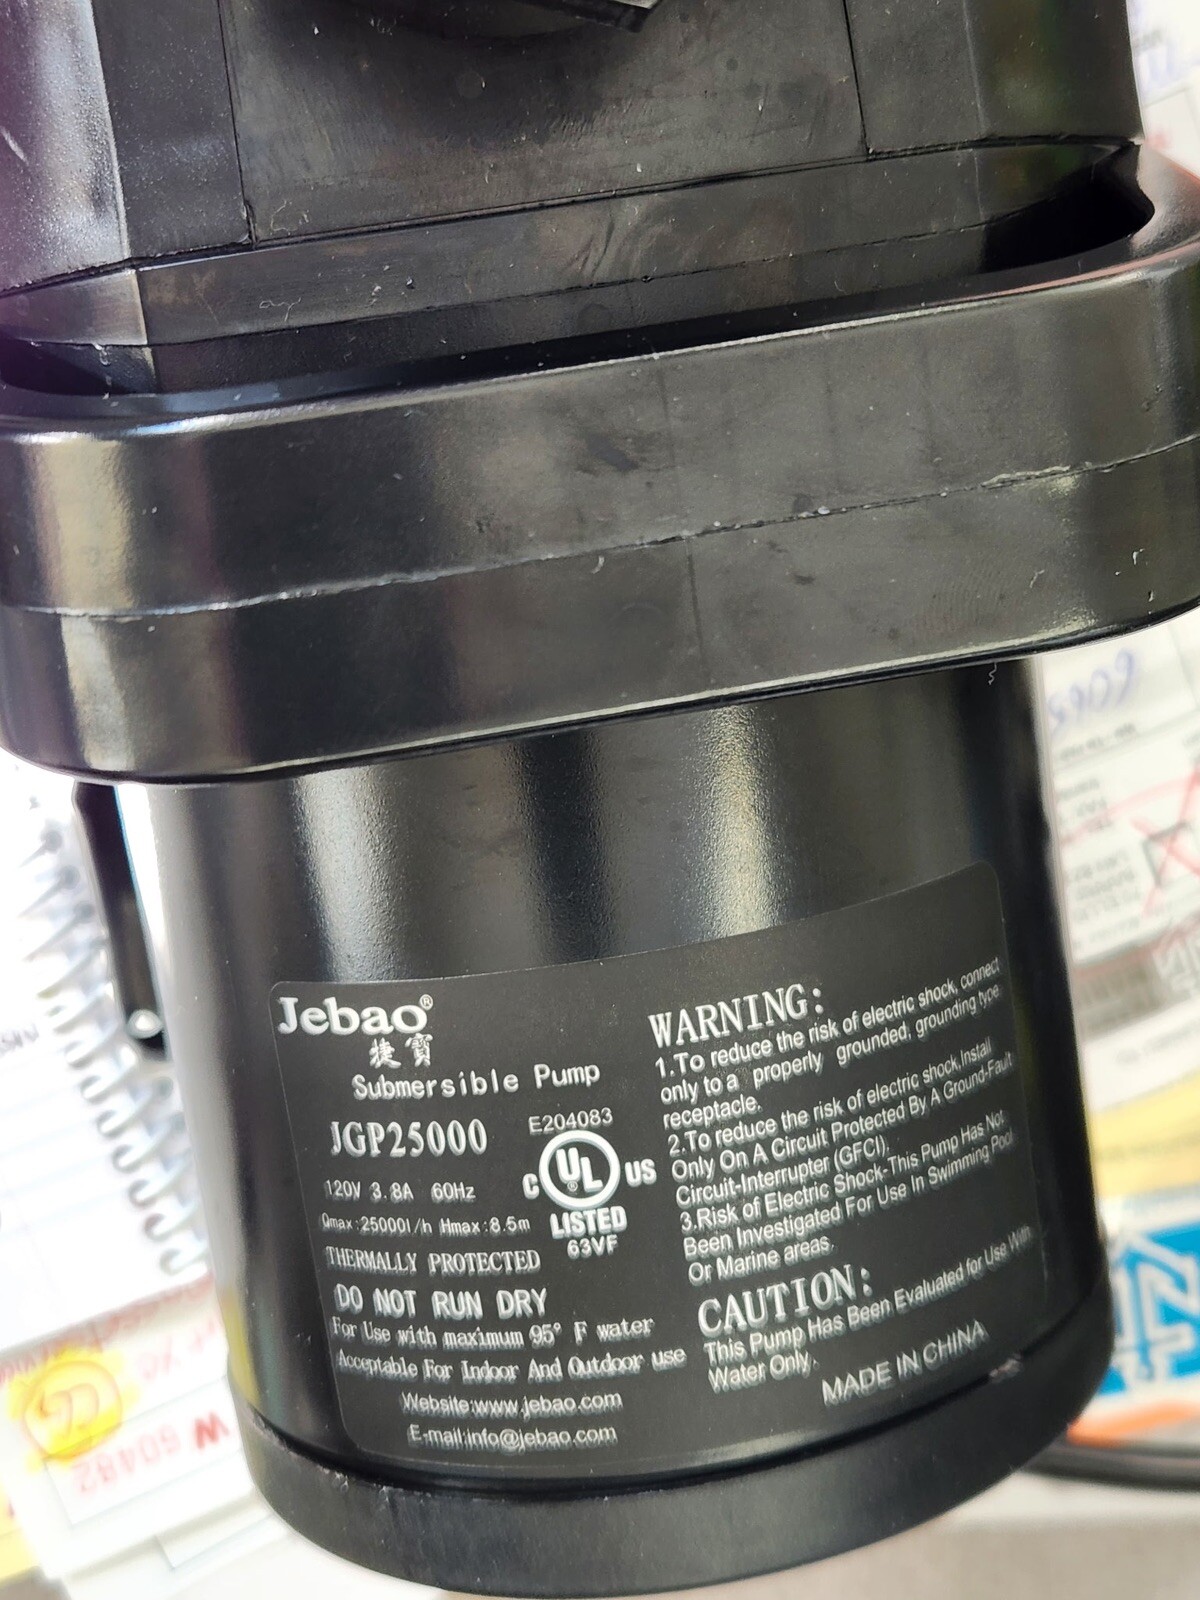 Jebao®
捷寶
Submersible Pump
JGP25000
120V 3.8A 60Hz
Qmax:25000l/h Hmax:8.5m
THERMALLY PROTECTED
DO NOT RUN DRY
For Use with maximum 95° F water
Acceptable For Indoor And Outdoor use
Website:www.jebao.com
E-mail:info@jebao.com
E204083
C UL® US
LISTED
63VF
WARNING:
1.To reduce the risk of electric shock, connect
only to a properly grounded, grounding type
receptacle.
2.To reduce the risk of electric shock,Install
Only On A Circuit Protected By A Ground-Fault
Circuit-Interrupter (GFCI).
3.Risk of Electric Shock-This Pump Has Not
Been Investigated For Use In Swimming Pool
Or Marine areas.
CAUTION:
This Pump Has Been Evaluated for Use With
Water Only.
MADE IN CHINA
W 60482